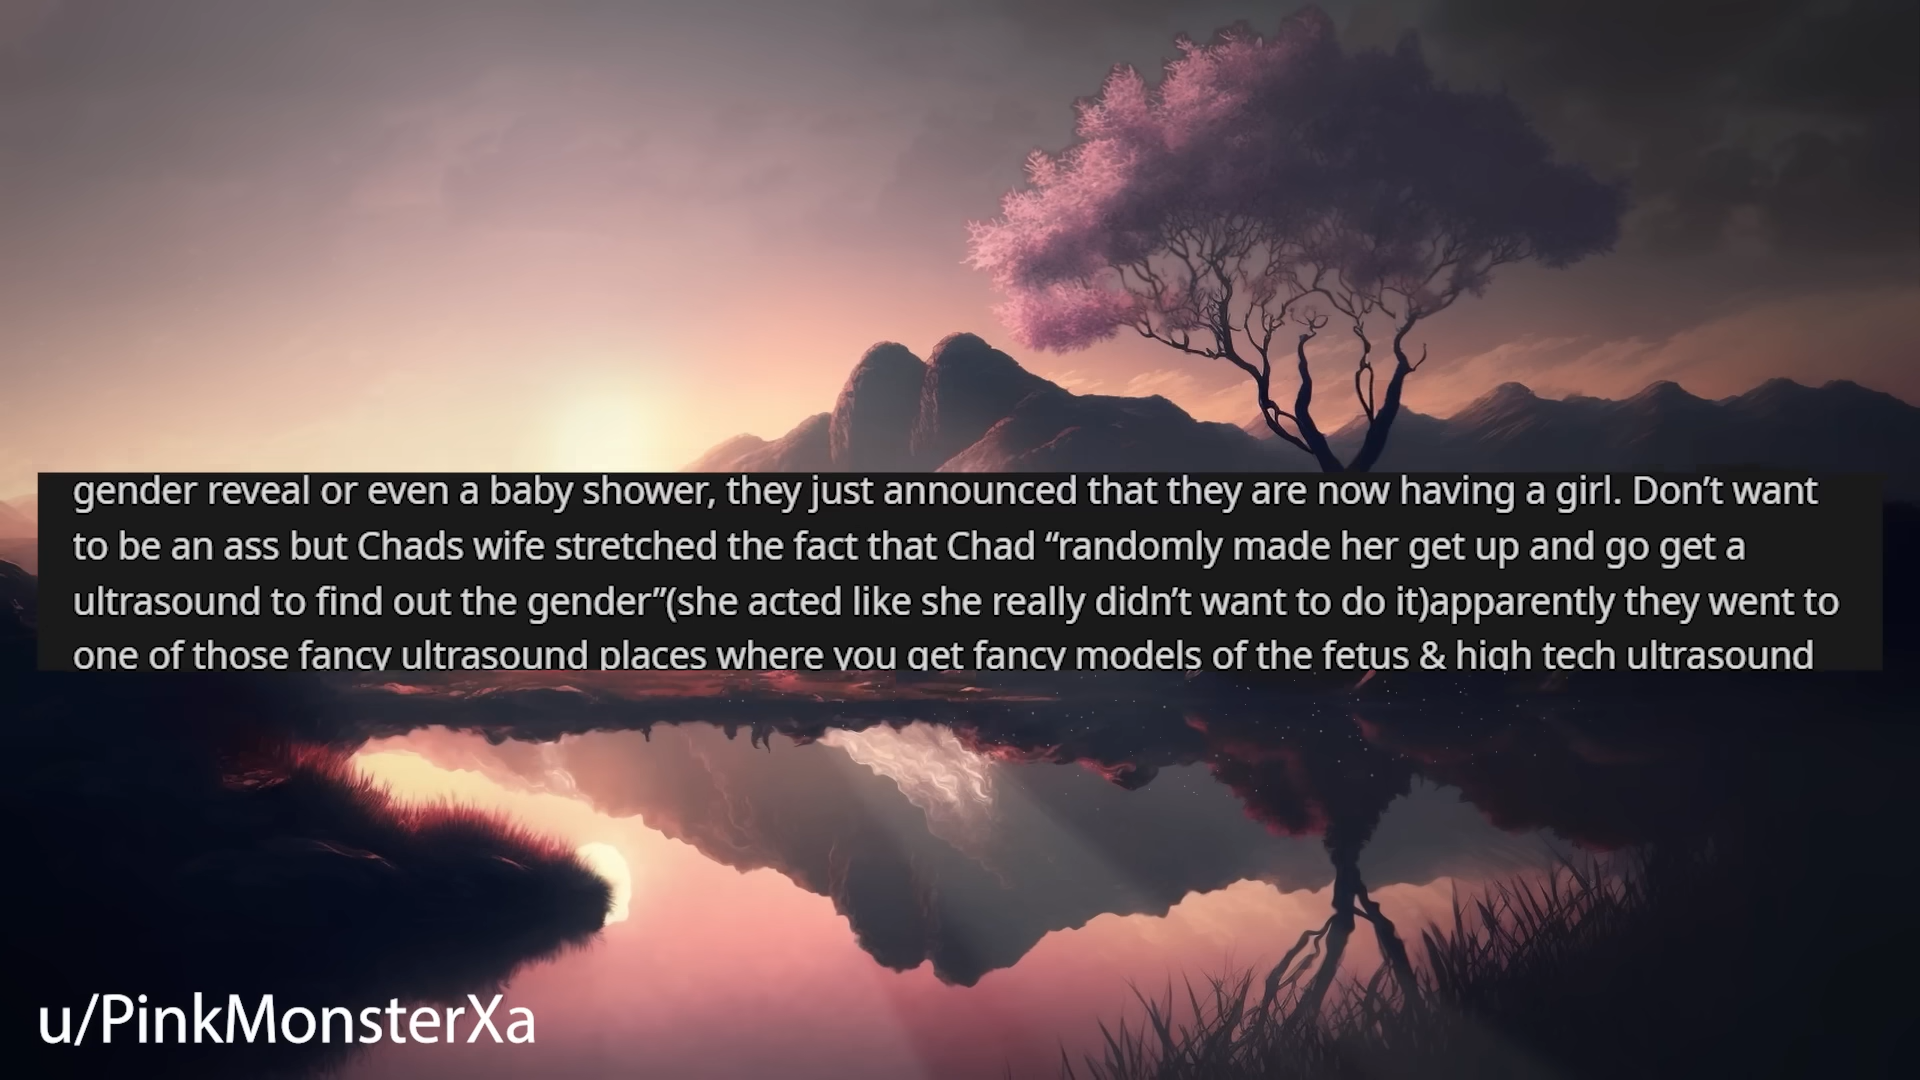 gender reveal or even a baby shower, they just announced that they are now having a girl. Don’t want
to be an ass but Chads wife stretched the fact that Chad “randomly made her get up and go get a
ultrasound to find out the gender”(she acted like she really didn’t want to do it)apparently they went to
one of those fancy ultrasound places where you get fancy models of the fetus & high tech ultrasound
u/PinkMonsterXa